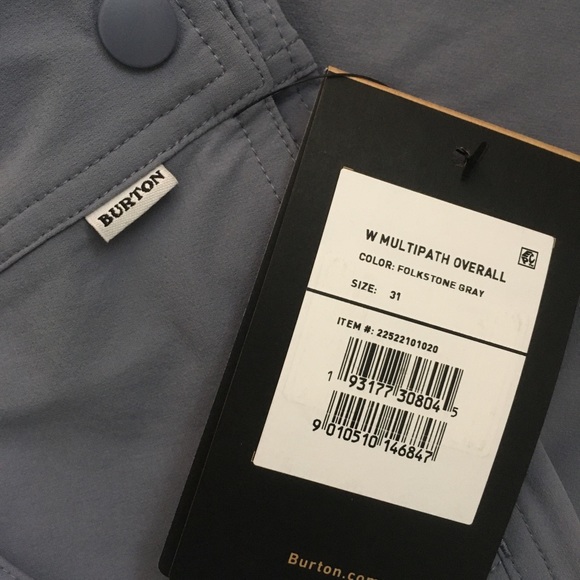 BURTON
W MULTIPATH OVERALL
COLOR: FOLKSTONE GRAY
SIZE: 31
ITEM #: 22522101020
1 93177 30804 5
9 010510 146847
Burton.com